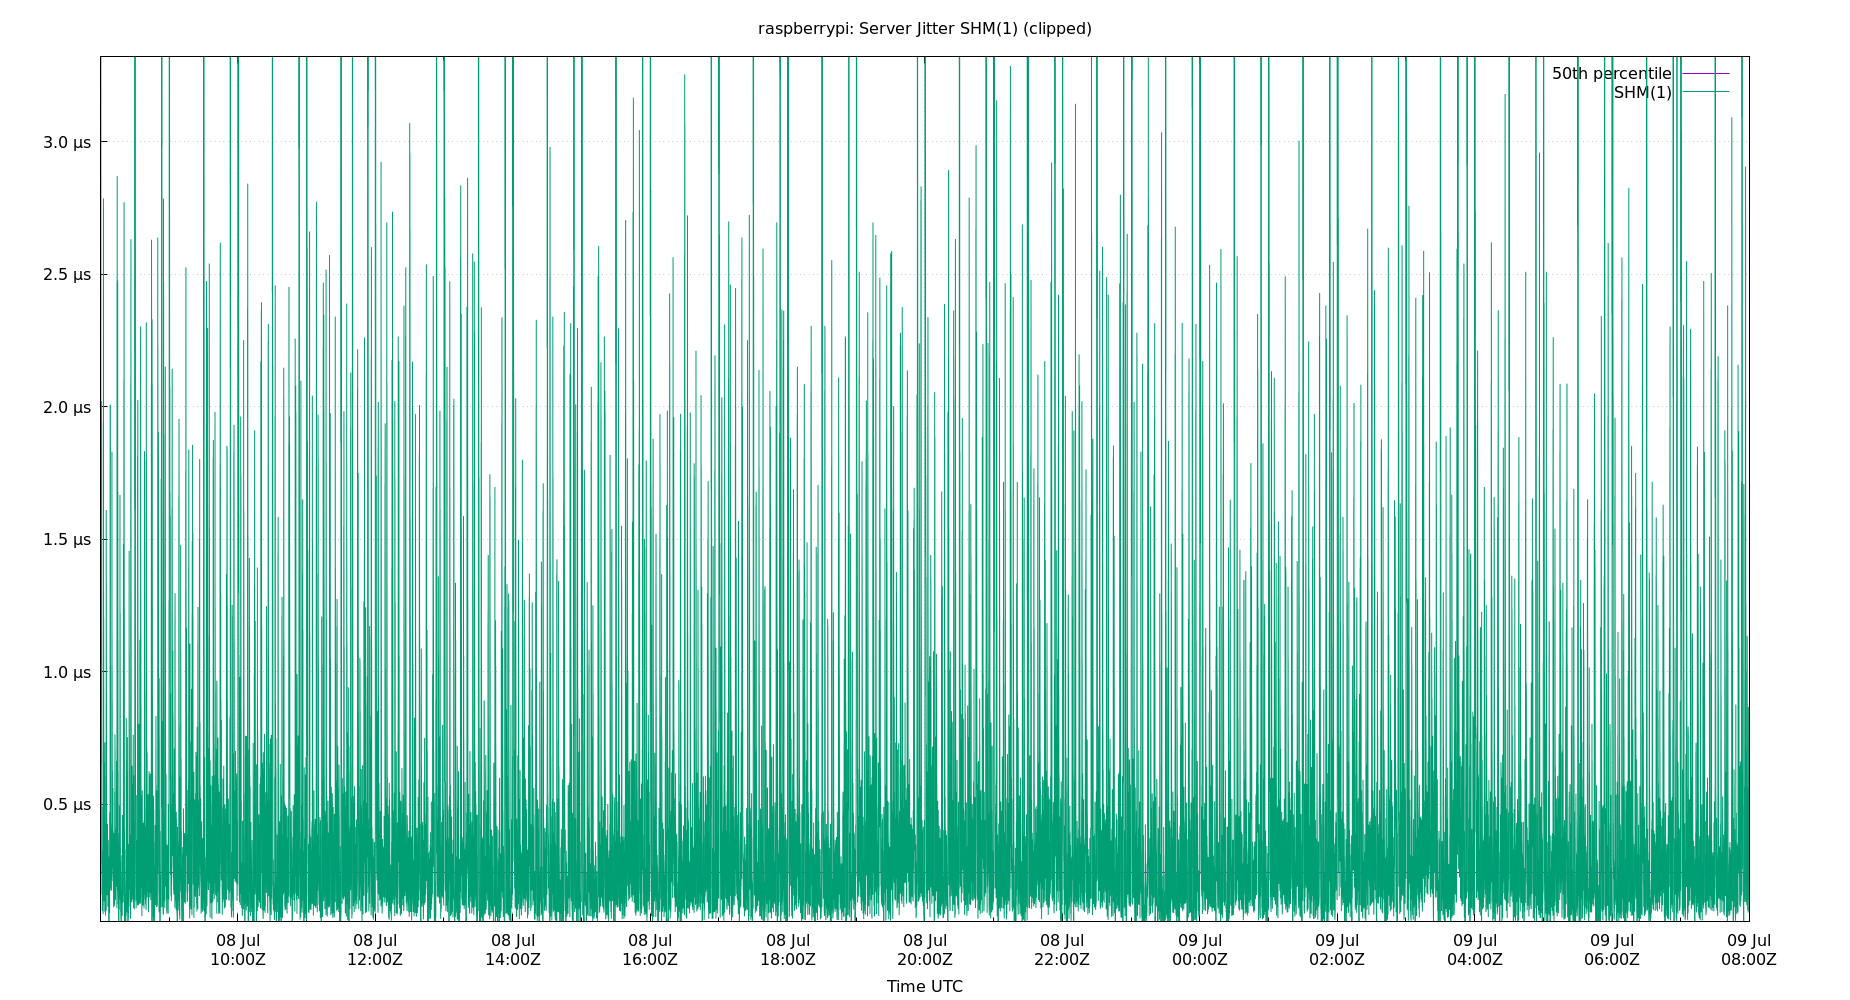 raspberrypi: Server Jitter SHM(1) (clipped)
50th percentile
SHM(1)
3.0 µs
2.5 µs
2.0 µs
1.5 µs
1.0 µs
0.5 µs
08 Jul 08 Jul 08 Jul 08 Jul 08 Jul 08 Jul 08 Jul 09 Jul 09 Jul 09 Jul 09 Jul 09 Jul
10:00Z 12:00Z 14:00Z 16:00Z 18:00Z 20:00Z 22:00Z 00:00Z 02:00Z 04:00Z 06:00Z 08:00Z
Time UTC